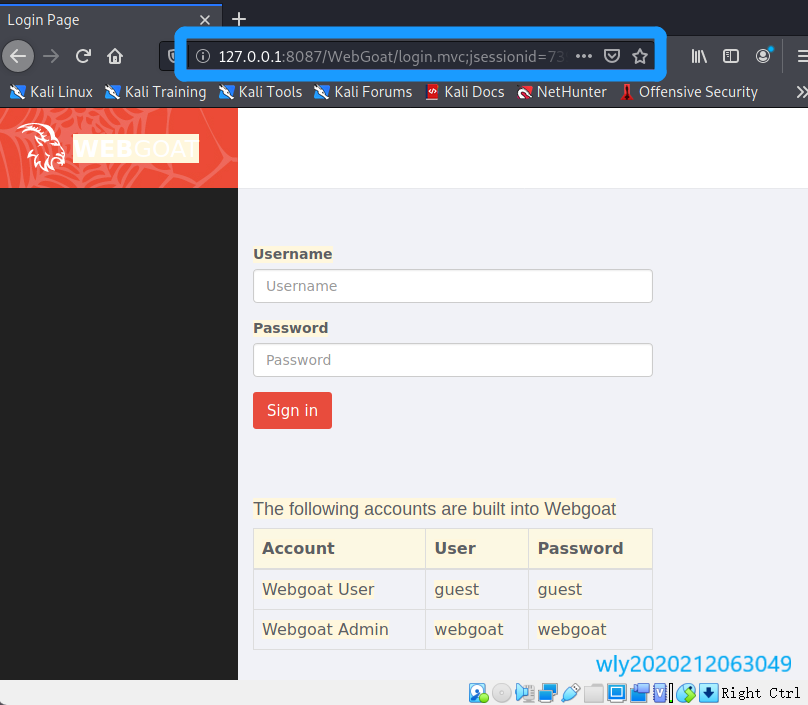 Login Page
127.0.0.1:8087/WebGoat/login.mvc;jsessionid=73
Kali Linux Kali Training Kali Tools Kali Forums Kali Docs NetHunter Offensive Security
WEBGOAT
Username
Username
Password
Password
Sign in
The following accounts are built into Webgoat
Account User Password
Webgoat User guest guest
Webgoat Admin webgoat webgoat
wly2020212063049
Right Ctrl